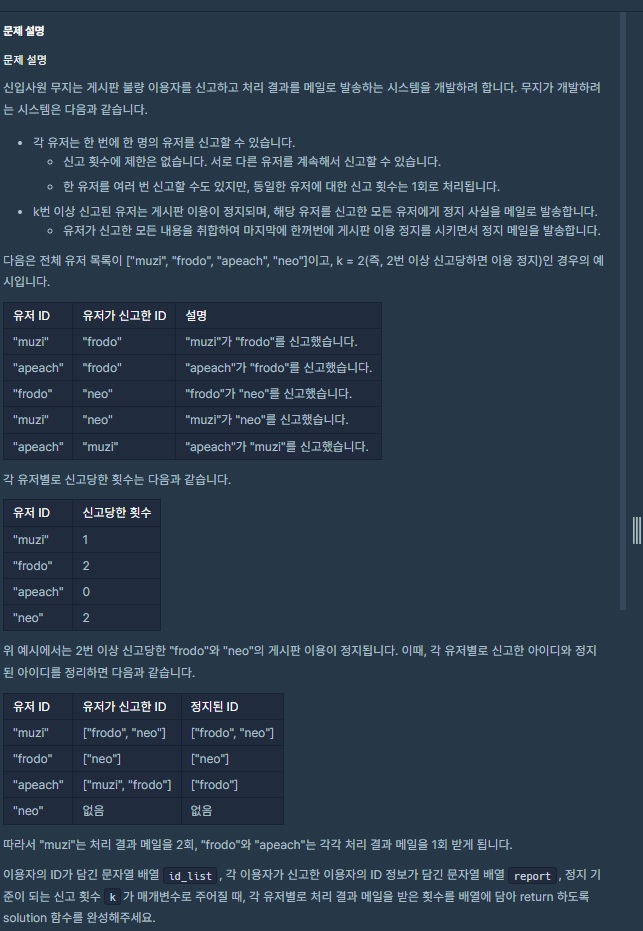 문제 설명
문제 설명
신입사원 무지는 게시판 불량 이용자를 신고하고 처리 결과를 메일로 발송하는 시스템을 개발하려 합니다. 무지가 개발하려
는 시스템은 다음과 같습니다.
각 유저는 한 번에 한 명의 유저를 신고할 수 있습니다.
신고 횟수에 제한은 없습니다. 서로 다른 유저를 계속해서 신고할 수 있습니다.
한 유저를 여러 번 신고할 수도 있지만, 동일한 유저에 대한 신고 횟수는 1회로 처리됩니다.
k번 이상 신고된 유저는 게시판 이용이 정지되며, 해당 유저를 신고한 모든 유저에게 정지 사실을 메일로 발송합니다.
유저가 신고한 모든 내용을 취합하여 마지막에 한꺼번에 게시판 이용 정지를 시키면서 정지 메일을 발송합니다.
다음은 전체 유저 목록이 ["muzi", "frodo", "apeach", "neo"]이고, k = 2(즉, 2번 이상 신고당하면 이용 정지)인 경우의 예
시입니다.
유저 ID 유저가 신고한 ID 설명
"muzi" "frodo" "muzi"가 "frodo"를 신고했습니다.
"apeach" "frodo" "apeach"가 "frodo"를 신고했습니다.
"frodo" "neo" "frodo"가 "neo"를 신고했습니다.
"muzi" "neo" "muzi"가 "neo"를 신고했습니다.
"apeach" "muzi" "apeach"가 "muzi"를 신고했습니다.
각 유저별로 신고당한 횟수는 다음과 같습니다.
유저 ID 신고당한 횟수
"muzi" 1
"frodo" 2
"apeach" 0
"neo" 2
위 예시에서는 2번 이상 신고당한 "frodo"와 "neo"의 게시판 이용이 정지됩니다. 이때, 각 유저별로 신고한 아이디와 정지
된 아이디를 정리하면 다음과 같습니다.
유저 ID 유저가 신고한 ID 정지된 ID
"muzi" ["frodo", "neo"] ["frodo", "neo"]
"frodo" ["neo"] ["neo"]
"apeach" ["muzi", "frodo"] ["frodo"]
"neo" 없음 없음
따라서 "muzi"는 처리 결과 메일을 2회, "frodo"와 "apeach"는 각각 처리 결과 메일을 1회 받게 됩니다.
이용자의 ID가 담긴 문자열 배열 id_list, 각 이용자가 신고한 이용자의 ID 정보가 담긴 문자열 배열 report, 정지 기
준이 되는 신고 횟수 k가 매개변수로 주어질 때, 각 유저별로 처리 결과 메일을 받은 횟수를 배열에 담아 return 하도록
solution 함수를 완성해주세요.